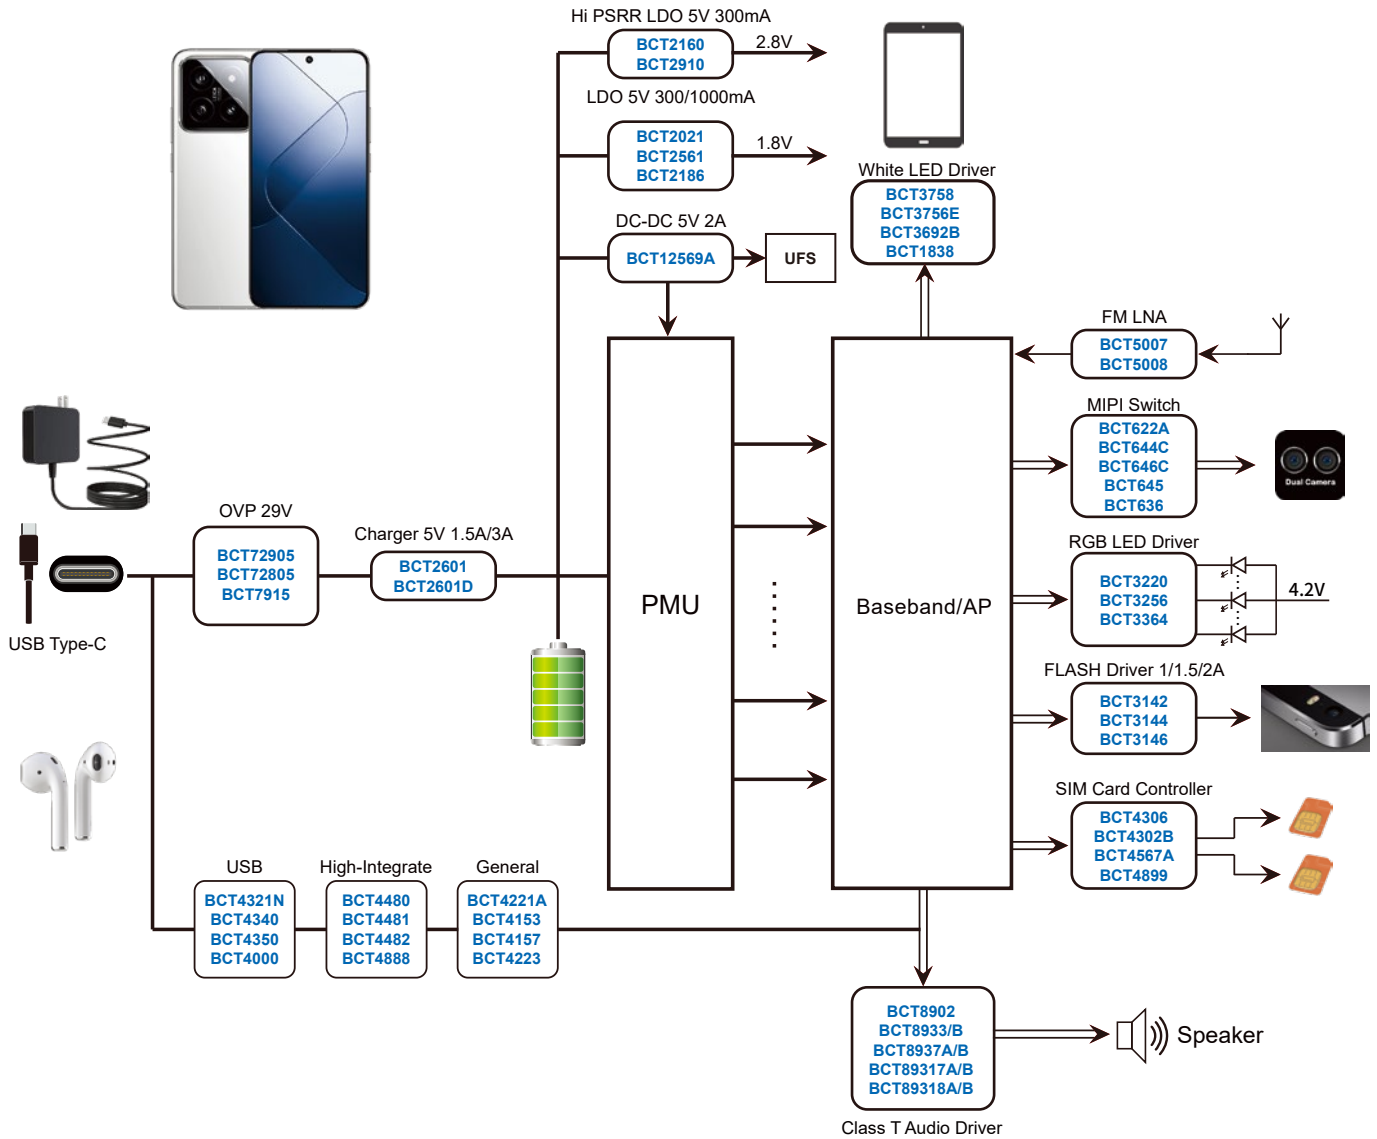 Hi PSRR LDO 5V 300mA
BCT2160
BCT2910
2.8V
LDO 5V 300/1000mA
BCT2021
BCT2561
BCT2186
1.8V
DC-DC 5V 2A
BCT12569A
UFS
White LED Driver
BCT3758
BCT3756E
BCT3692B
BCT1838
FM LNA
BCT5007
BCT5008
MIPI Switch
BCT622A
BCT644C
BCT646C
BCT645
BCT636
Dual Camera
OVP 29V
BCT72905
BCT72805
BCT7915
Charger 5V 1.5A/3A
BCT2601
BCT2601D
USB Type-C
PMU
Baseband/AP
RGB LED Driver
BCT3220
BCT3256
BCT3364
4.2V
FLASH Driver 1/1.5/2A
BCT3142
BCT3144
BCT3146
SIM Card Controller
BCT4306
BCT4302B
BCT4567A
BCT4899
USB
BCT4321N
BCT4340
BCT4350
BCT4000
High-Integrate
BCT4480
BCT4481
BCT4482
BCT4888
General
BCT4221A
BCT4153
BCT4157
BCT4223
BCT8902
BCT8933/B
BCT8937A/B
BCT89317A/B
BCT89318A/B
Speaker
Class T Audio Driver